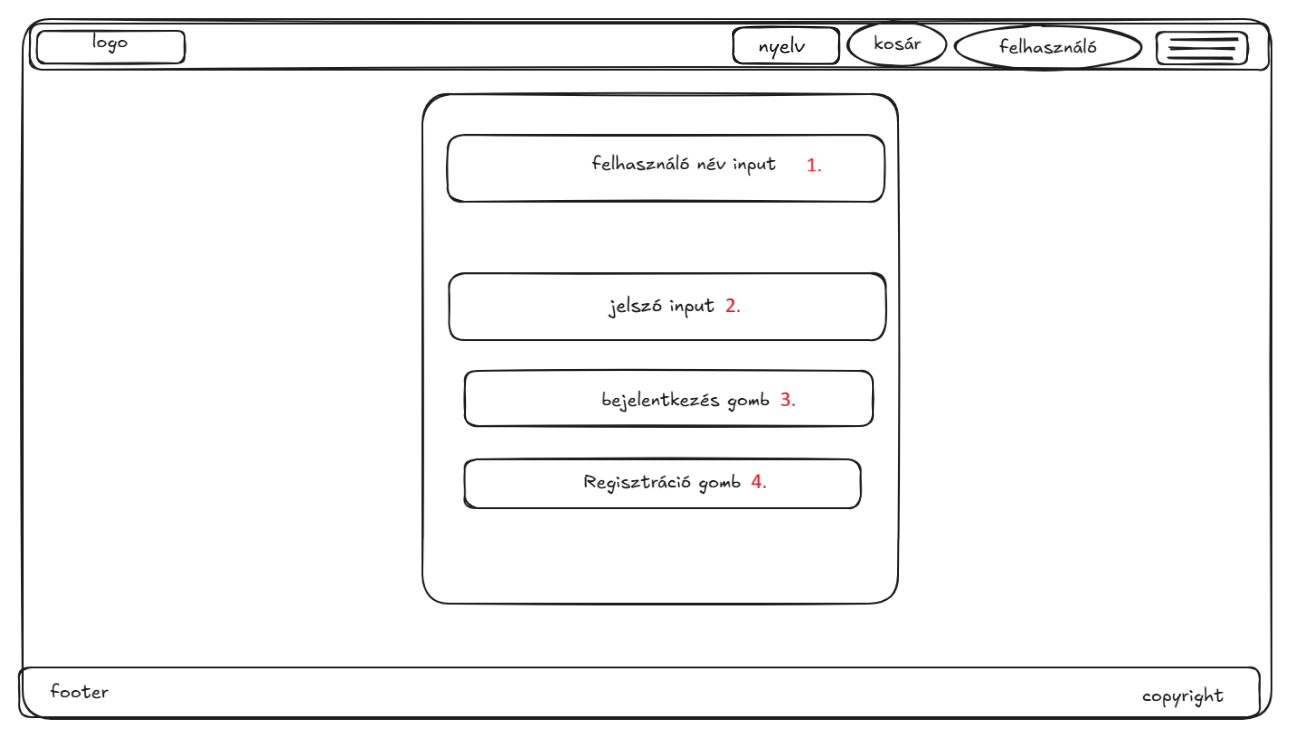 logo
nyelv
kosár
felhasználó
felhasználó név input 1.
jelszó input 2.
bejelentkezés gomb 3.
Regisztráció gomb 4.
footer
copyright